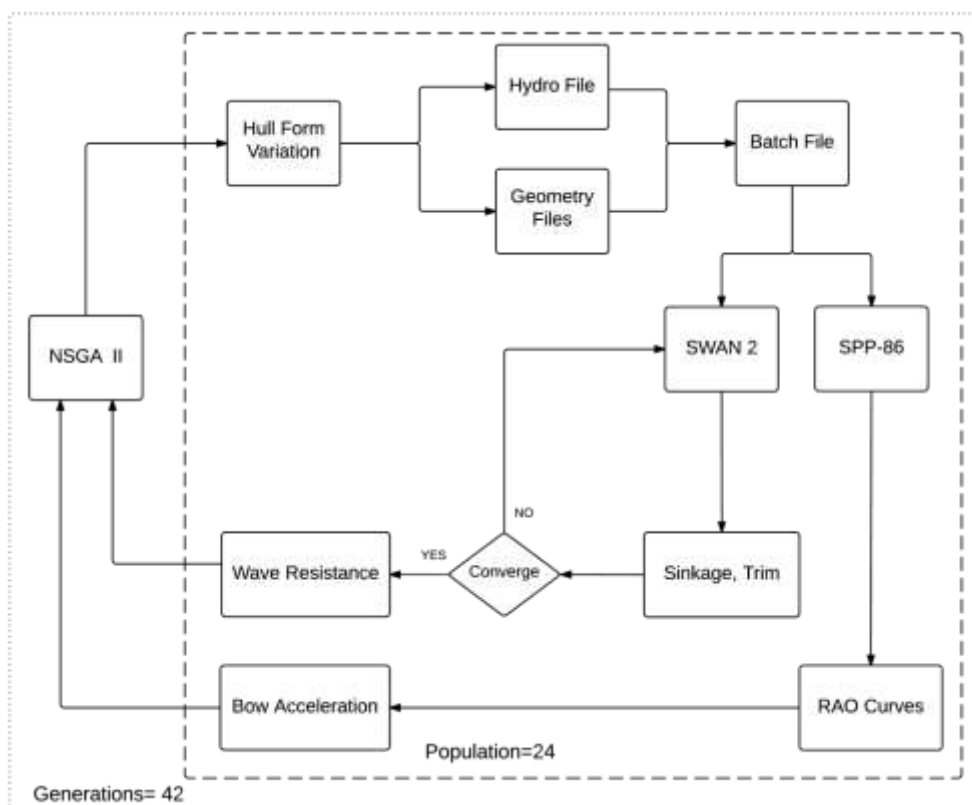 Hydro File
Hull Form
Variation
Batch File
Geometry
Files
NSGA II
SWAN 2
SPP-86
NO
YES
Wave Resistance
Converge
Sinkage, Trim
Bow Acceleration
RAO Curves
Population=24
Generations= 42